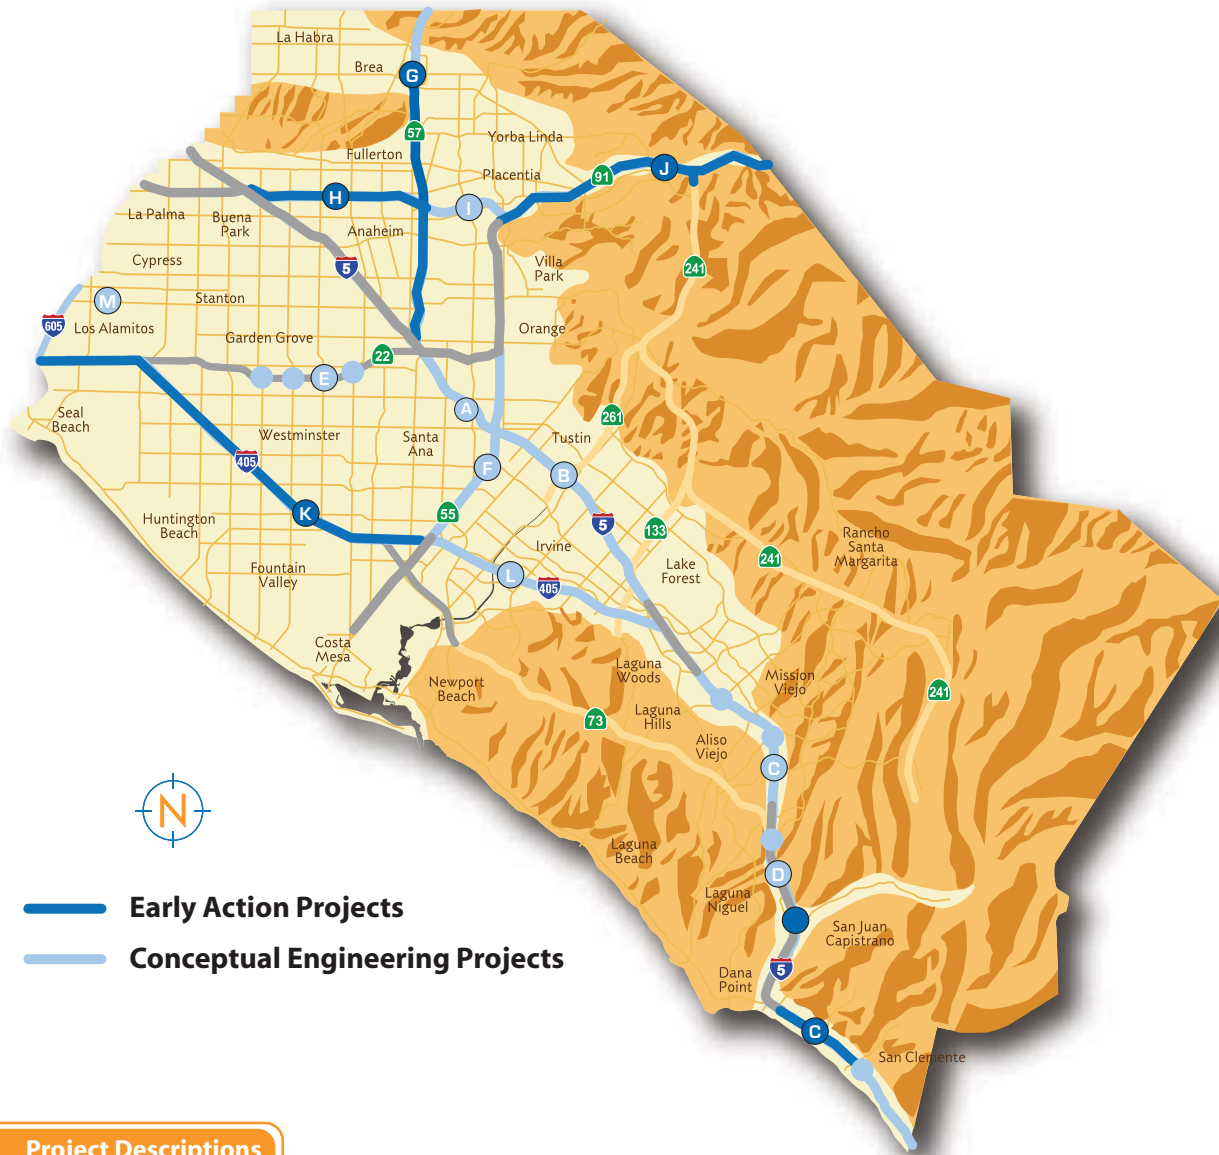 La Habra
Brea
G
57
Yorba Linda
Fullerton
Placentia
91
J
H
I
La Palma
Buena
Park
Anaheim
Cypress
5
Villa
Park
241
M
Stanton
605
Los Alamitos
Garden Grove
Orange
22
E
Seal
Beach
A
261
Westminster
Santa
Ana
Tustin
405
F
B
K
55
5
133
Huntington
Beach
Irvine
Rancho
Santa
Margarita
241
Fountain
Valley
L
405
Lake
Forest
Costa
Mesa
Laguna
Woods
Newport
Beach
Mission
Viejo
241
73
Laguna
Hills
Aliso
Viejo
C
N
Laguna
Beach
D
Laguna
Niguel
Early Action Projects
San Juan
Capistrano
Conceptual Engineering Projects
5
Dana
Point
C
San Clemente
Project Descriptions